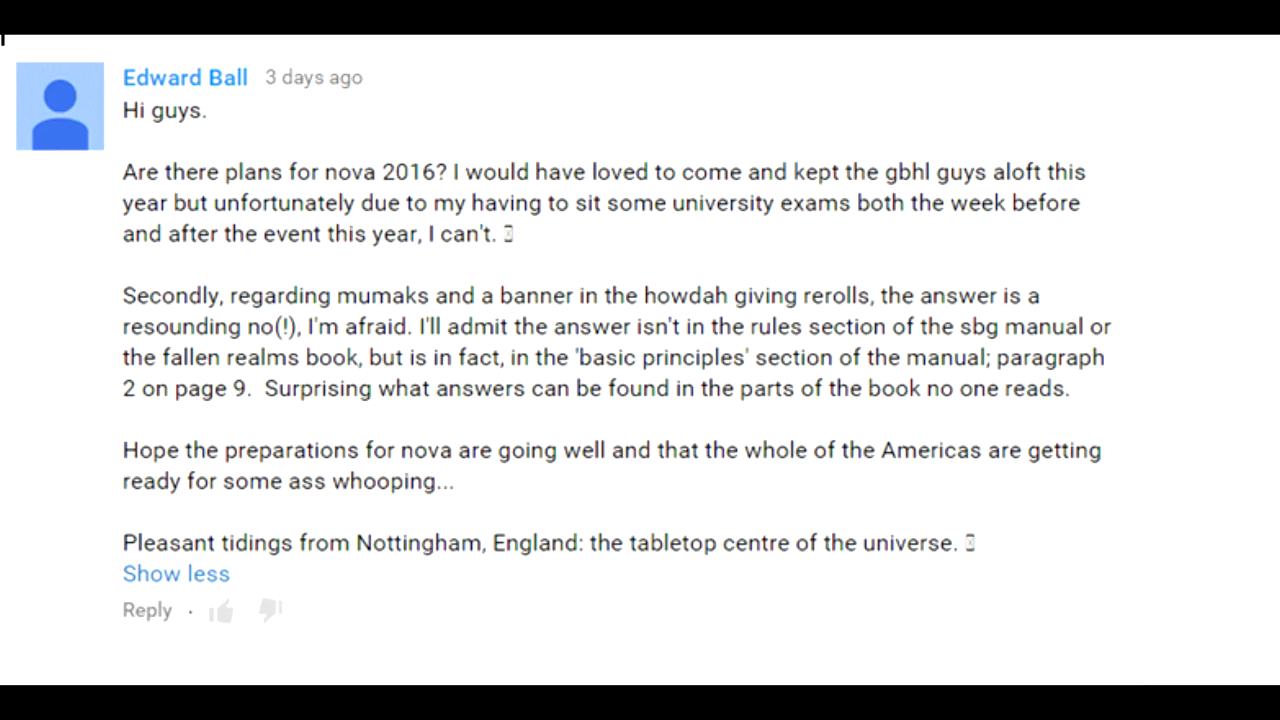 Edward Ball 3 days ago
Hi guys.
Are there plans for nova 2016? I would have loved to come and kept the gbhl guys aloft this
year but unfortunately due to my having to sit some university exams both the week before
and after the event this year, I can't.
Secondly, regarding mumaks and a banner in the howdah giving rerolls, the answer is a
resounding no(!), I'm afraid. I'll admit the answer isn't in the rules section of the sbg manual or
the fallen realms book, but is in fact, in the 'basic principles' section of the manual; paragraph
2 on page 9. Surprising what answers can be found in the parts of the book no one reads.
Hope the preparations for nova are going well and that the whole of the Americas are getting
ready for some ass whooping...
Pleasant tidings from Nottingham, England: the tabletop centre of the universe.
Show less
Reply ·